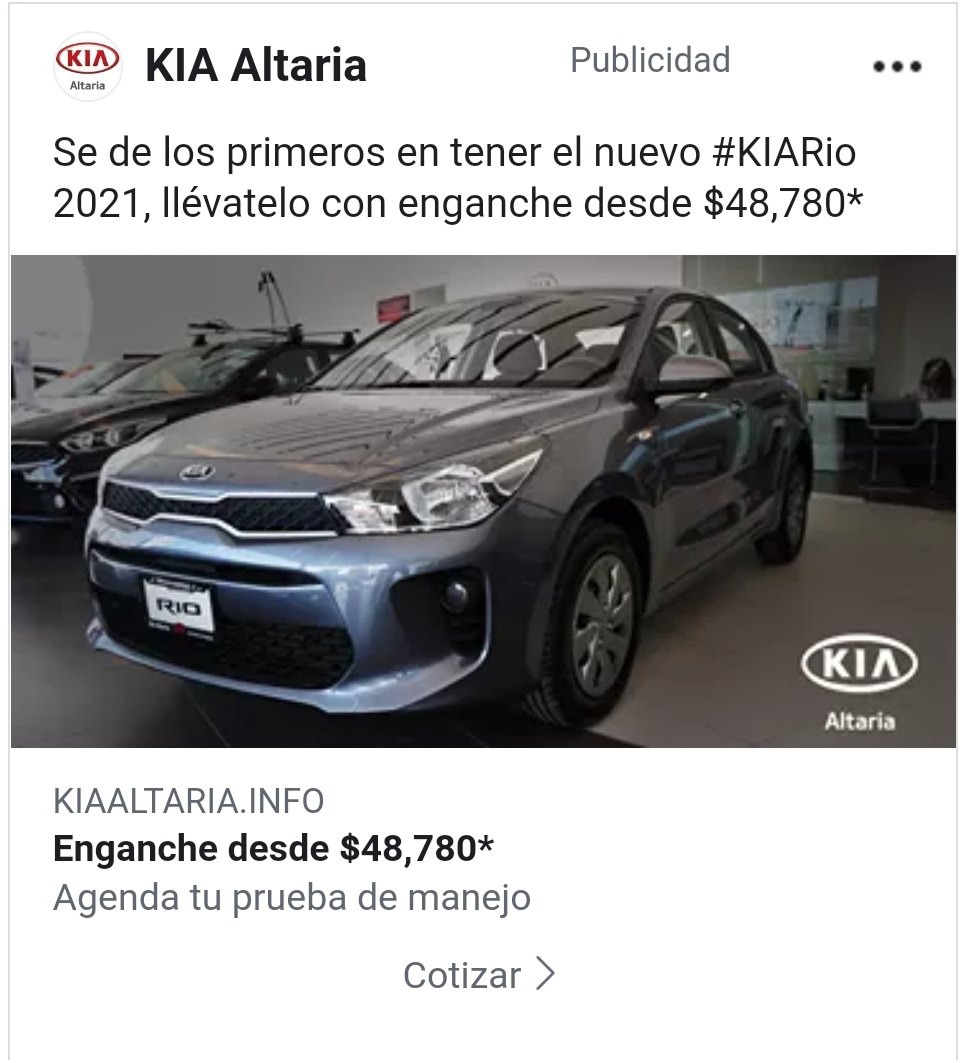 KIA
Altaria
KIA Altaria
Publicidad
Se de los primeros en tener el nuevo #KIARio
2021, llévatelo con enganche desde $48,780*
KIA
RIO
KIA
Altaria
KIAALTARIA.INFO
Enganche desde $48,780*
Agenda tu prueba de manejo
Cotizar